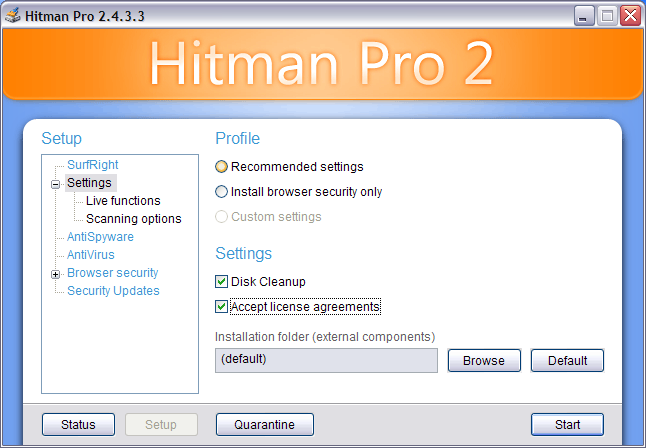 Hitman Pro 2.4.3.3
Hitman Pro 2
Setup
SurfRight
Settings
Live functions
Scanning options
AntiSpyware
AntiVirus
Browser security
Security Updates
Profile
Recommended settings
Install browser security only
Custom settings
Settings
Disk Cleanup
Accept license agreements
Installation folder (external components)
(default)
Browse
Default
Status
Setup
Quarantine
Start